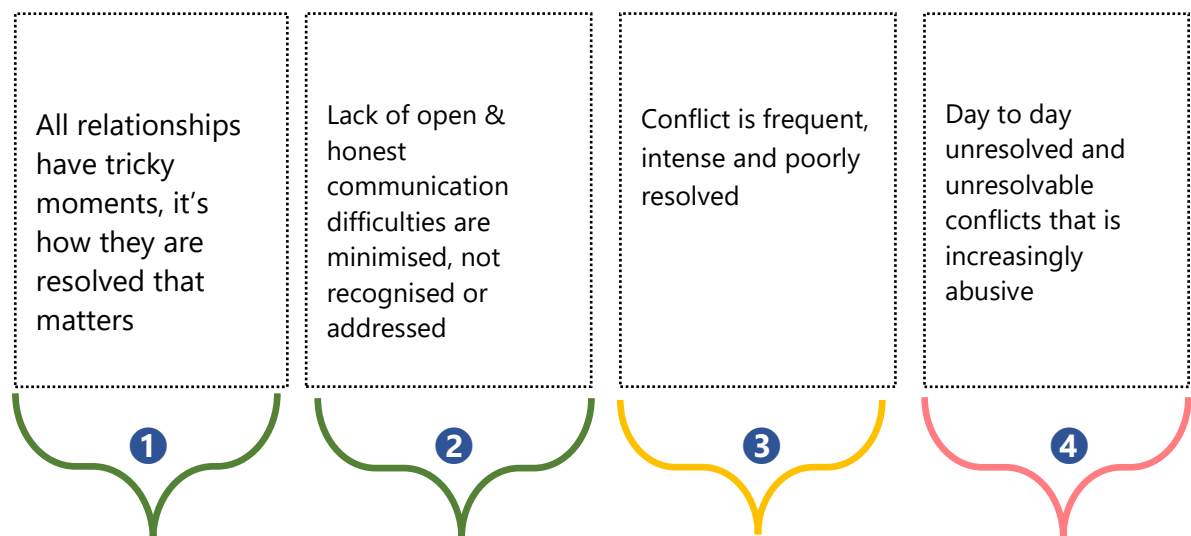 All relationships
have tricky
moments, it's
how they are
resolved that
matters
Lack of open &
honest
communication
difficulties are
minimised, not
recognised or
addressed
Conflict is frequent,
intense and poorly
resolved
Day to day
unresolved and
unresolvable
conflicts that is
increasingly
abusive
1
2
3
4